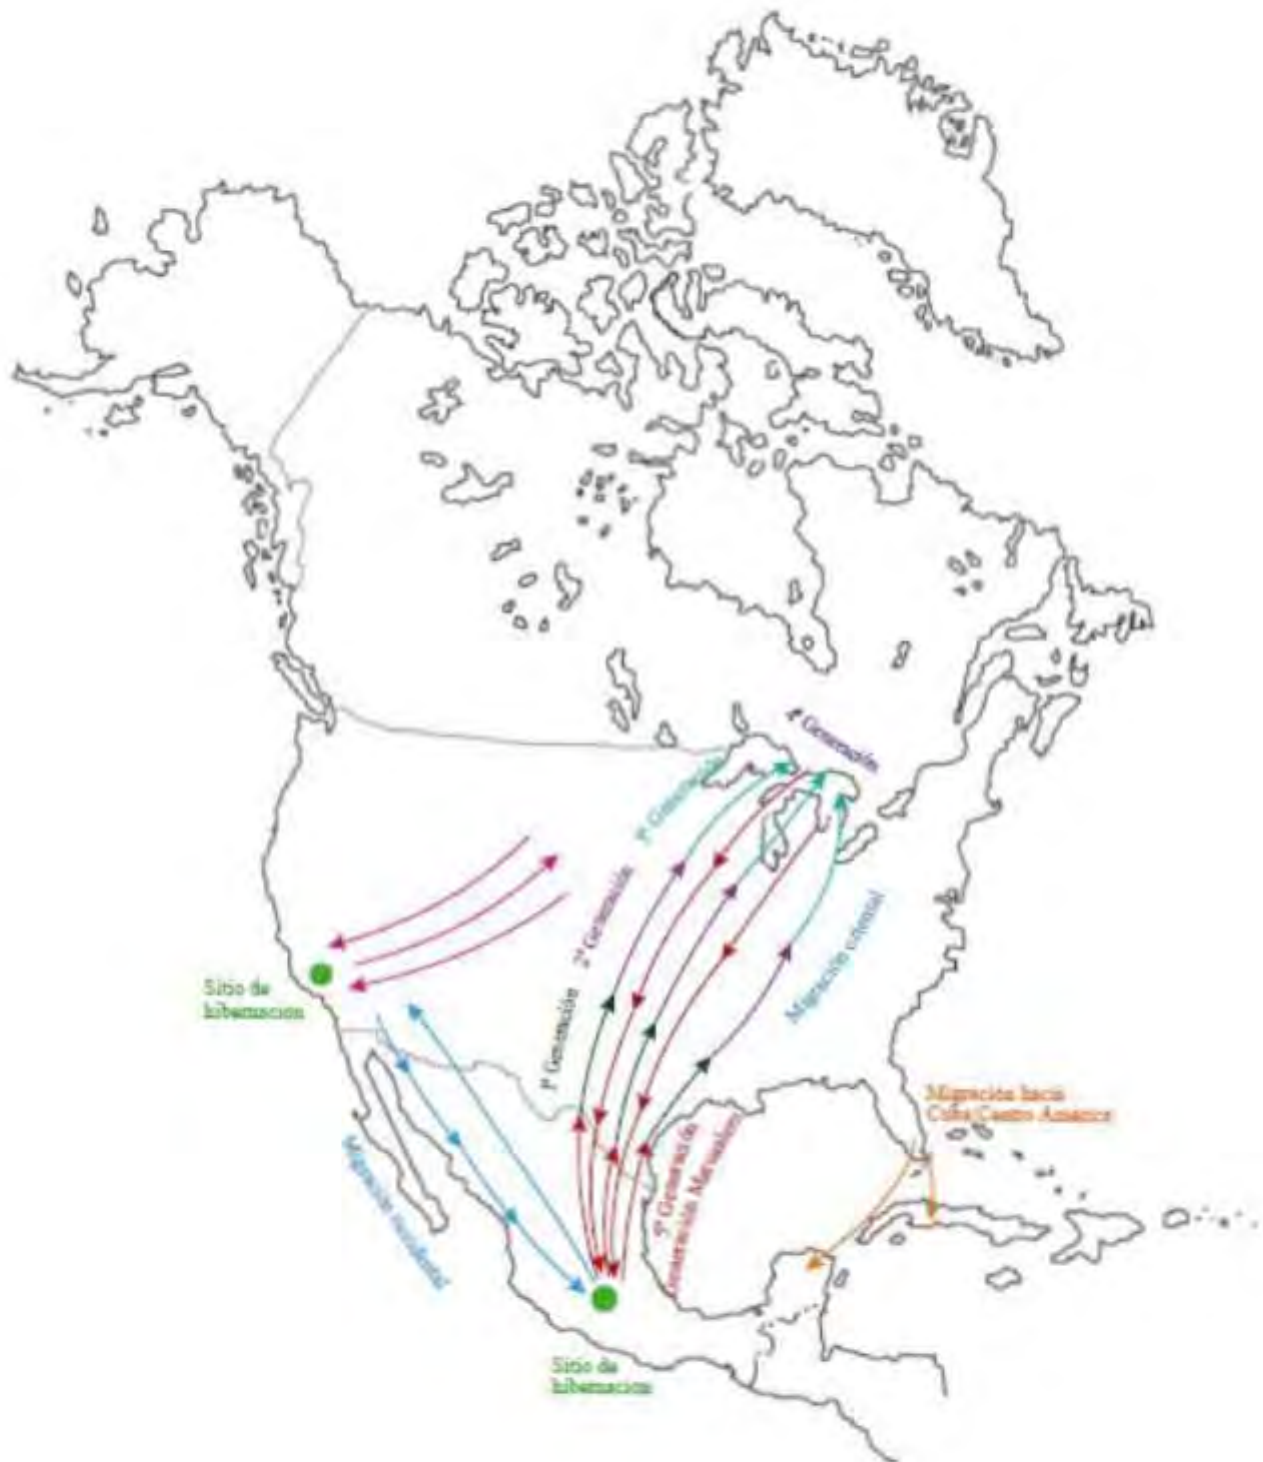 4ª Generación
3ª Generación
2ª Generación
1ª Generación
Migración oriental
Sitio de
hibernación
Migración hacia
Cuba/Centro América
5ª Generación
Generación Matusalén
Migración occidental
Sitio de
hibernación